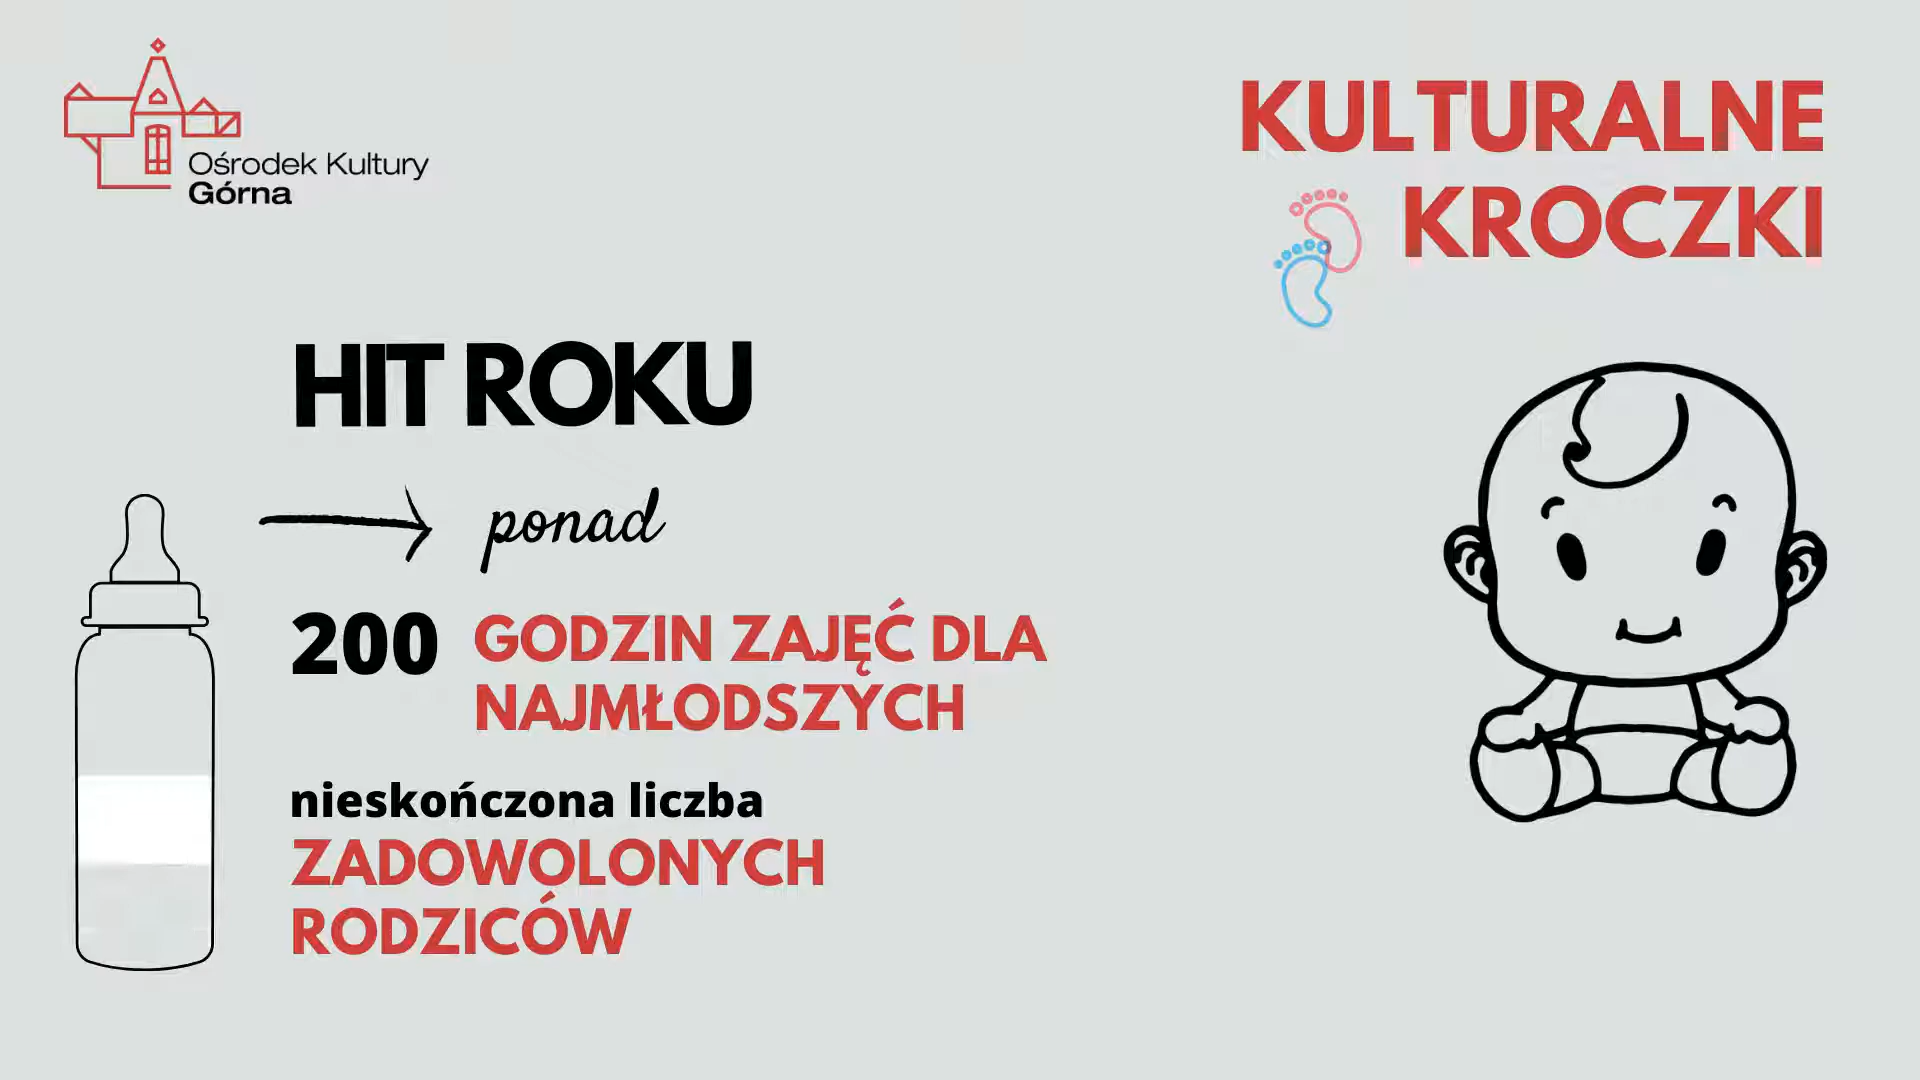 Ośrodek Kultury
Górna
KULTURALNE
KROCZKI
HIT ROKU
ponad
200 GODZIN ZAJĘĆ DLA
NAJMŁODSZYCH
nieskończona liczba
ZADOWOLONYCH
RODZICÓW